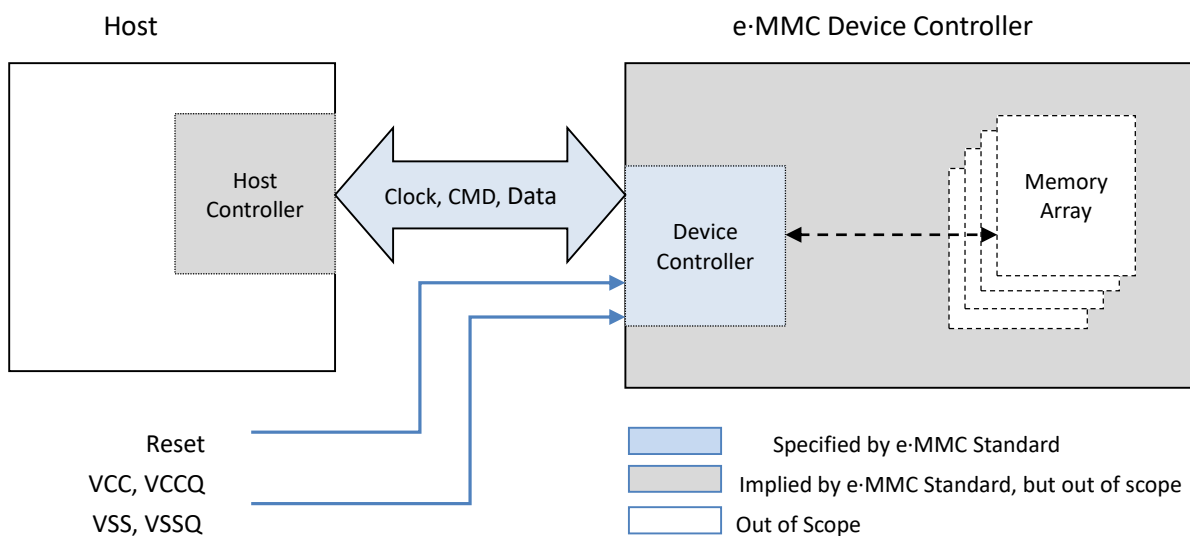 Host
e·MMC Device Controller
Host
Controller
Clock, CMD, Data
Device
Controller
Memory
Array
Reset
VCC, VCCQ
VSS, VSSQ
Specified by e·MMC Standard
Implied by e·MMC Standard, but out of scope
Out of Scope